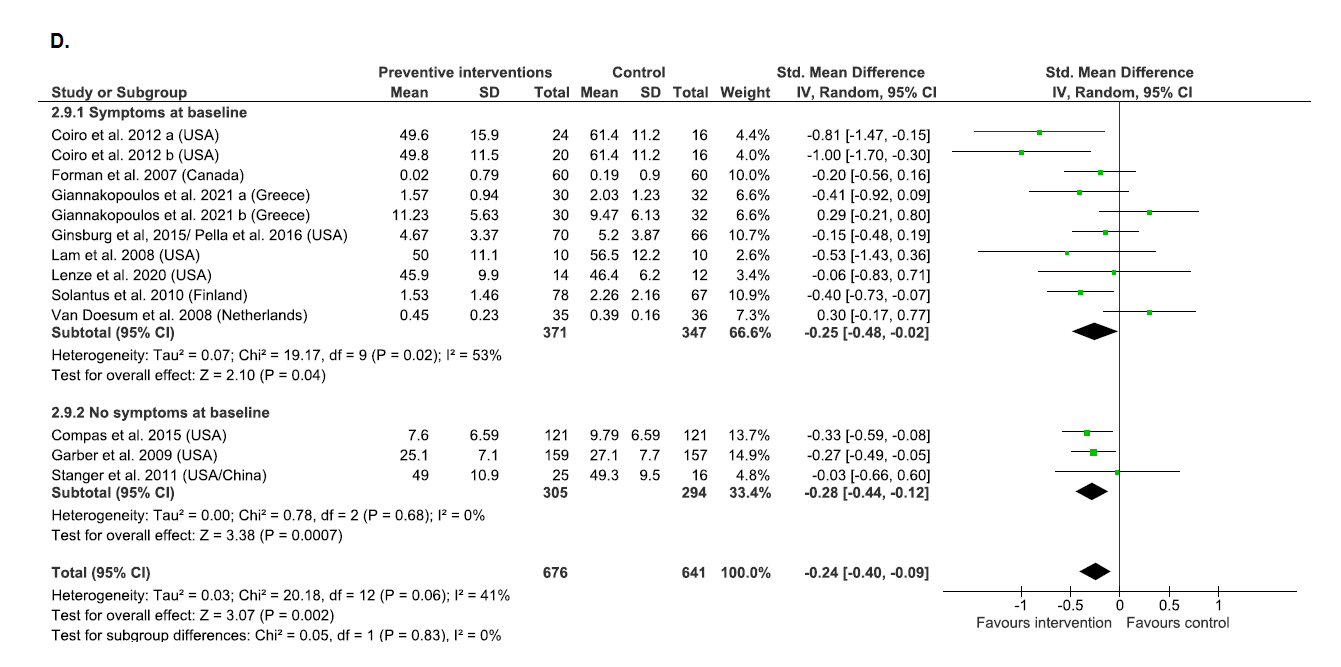 D.
Preventive interventions Control Std. Mean Difference Std. Mean Difference
Study or Subgroup Mean SD Total Mean SD Total Weight IV, Random, 95% CI IV, Random, 95% CI
2.9.1 Symptoms at baseline
Coiro et al. 2012 a (USA) 49.6 15.9 24 61.4 11.2 16 4.4% -0.81 [-1.47, -0.15]
Coiro et al. 2012 b (USA) 49.8 11.5 20 61.4 11.2 16 4.0% -1.00 [-1.70, -0.30]
Forman et al. 2007 (Canada) 0.02 0.79 60 0.19 0.9 60 10.0% -0.20 [-0.56, 0.16]
Giannakopoulos et al. 2021 a (Greece) 1.57 0.94 30 2.03 1.23 32 6.6% -0.41 [-0.92, 0.09]
Giannakopoulos et al. 2021 b (Greece) 11.23 5.63 30 9.47 6.13 32 6.6% 0.29 [-0.21, 0.80]
Ginsburg et al, 2015/ Pella et al. 2016 (USA) 4.67 3.37 70 5.2 3.87 66 10.7% -0.15 [-0.48, 0.19]
Lam et al. 2008 (USA) 50 11.1 10 56.5 12.2 10 2.6% -0.53 [-1.43, 0.36]
Lenze et al. 2020 (USA) 45.9 9.9 14 46.4 6.2 12 3.4% -0.06 [-0.83, 0.71]
Solantus et al. 2010 (Finland) 1.53 1.46 78 2.26 2.16 67 10.9% -0.40 [-0.73, -0.07]
Van Doesum et al. 2008 (Netherlands) 0.45 0.23 35 0.39 0.16 36 7.3% 0.30 [-0.17, 0.77]
Subtotal (95% CI) 371 347 66.6% -0.25 [-0.48, -0.02]
Heterogeneity: Tau² = 0.07; Chi² = 19.17, df = 9 (P = 0.02); I² = 53%
Test for overall effect: Z = 2.10 (P = 0.04)
2.9.2 No symptoms at baseline
Compas et al. 2015 (USA) 7.6 6.59 121 9.79 6.59 121 13.7% -0.33 [-0.59, -0.08]
Garber et al. 2009 (USA) 25.1 7.1 159 27.1 7.7 157 14.9% -0.27 [-0.49, -0.05]
Stanger et al. 2011 (USA/China) 49 10.9 25 49.3 9.5 16 4.8% -0.03 [-0.66, 0.60]
Subtotal (95% CI) 305 294 33.4% -0.28 [-0.44, -0.12]
Heterogeneity: Tau² = 0.00; Chi² = 0.78, df = 2 (P = 0.68); I² = 0%
Test for overall effect: Z = 3.38 (P = 0.0007)
Total (95% CI) 676 641 100.0% -0.24 [-0.40, -0.09]
Heterogeneity: Tau² = 0.03; Chi² = 20.18, df = 12 (P = 0.06); I² = 41%
-1 -0.5 0 0.5 1
Test for overall effect: Z = 3.07 (P = 0.002)
Favours intervention Favours control
Test for subgroup differences: Chi² = 0.05, df = 1 (P = 0.83), I² = 0%